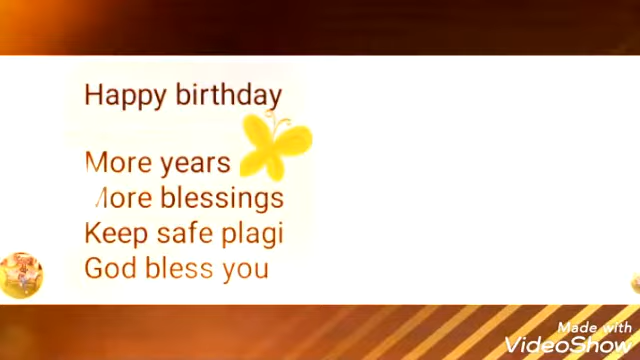 Happy birthday
More years
More blessings
Keep safe plagi
God bless you
Made with
VideoShow